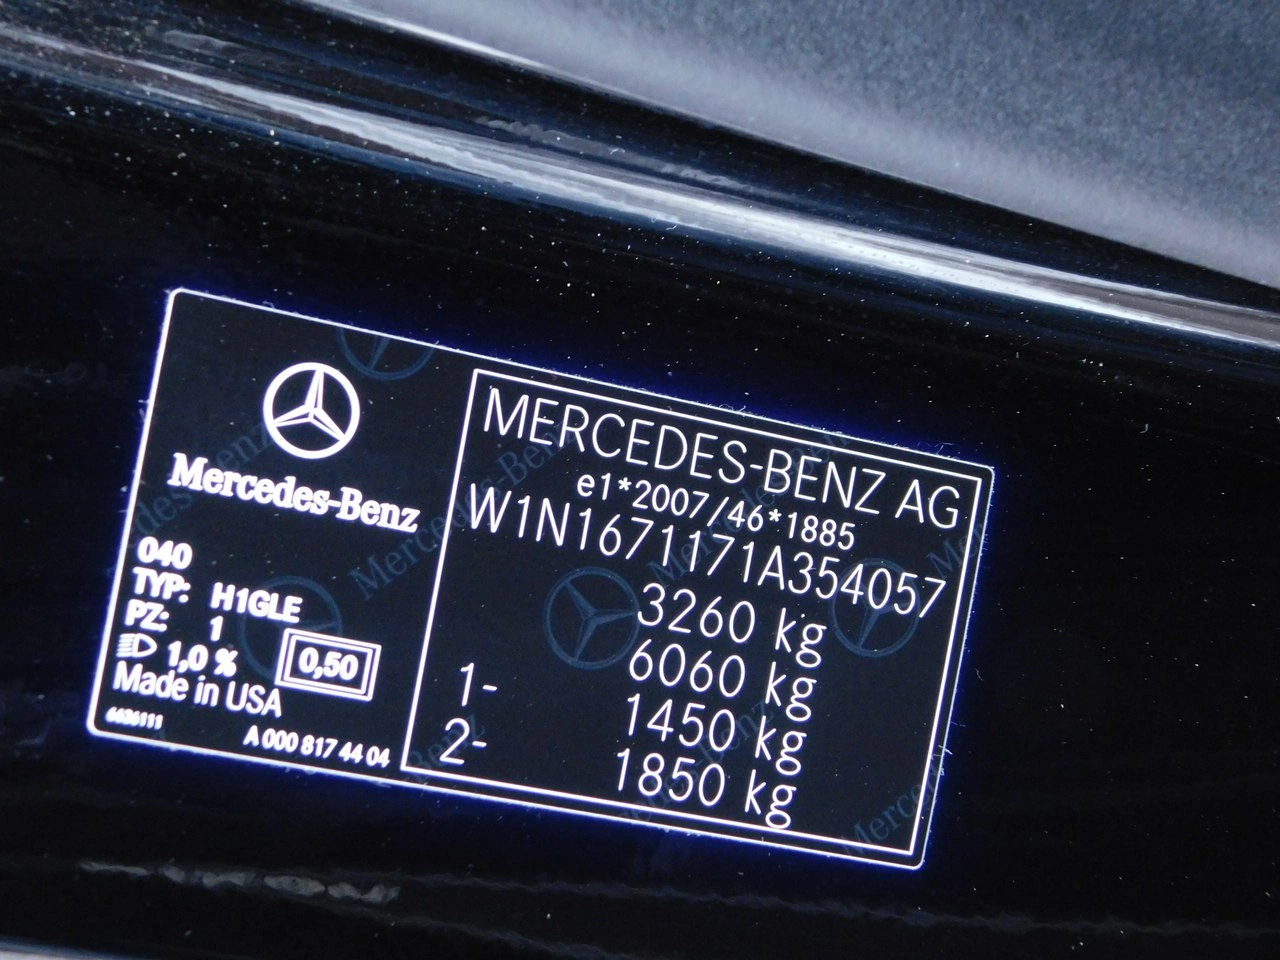 Mercedes-Benz
040
TYP: H1GLE
PZ: 1
1,0 % 0,50
Made in USA
6636111
A 000 817 44 04
MERCEDES-BENZ AG
e1*2007/46*1885
W1N1671171A354057
3260 kg
6060 kg
1- 1450 kg
2- 1850 kg